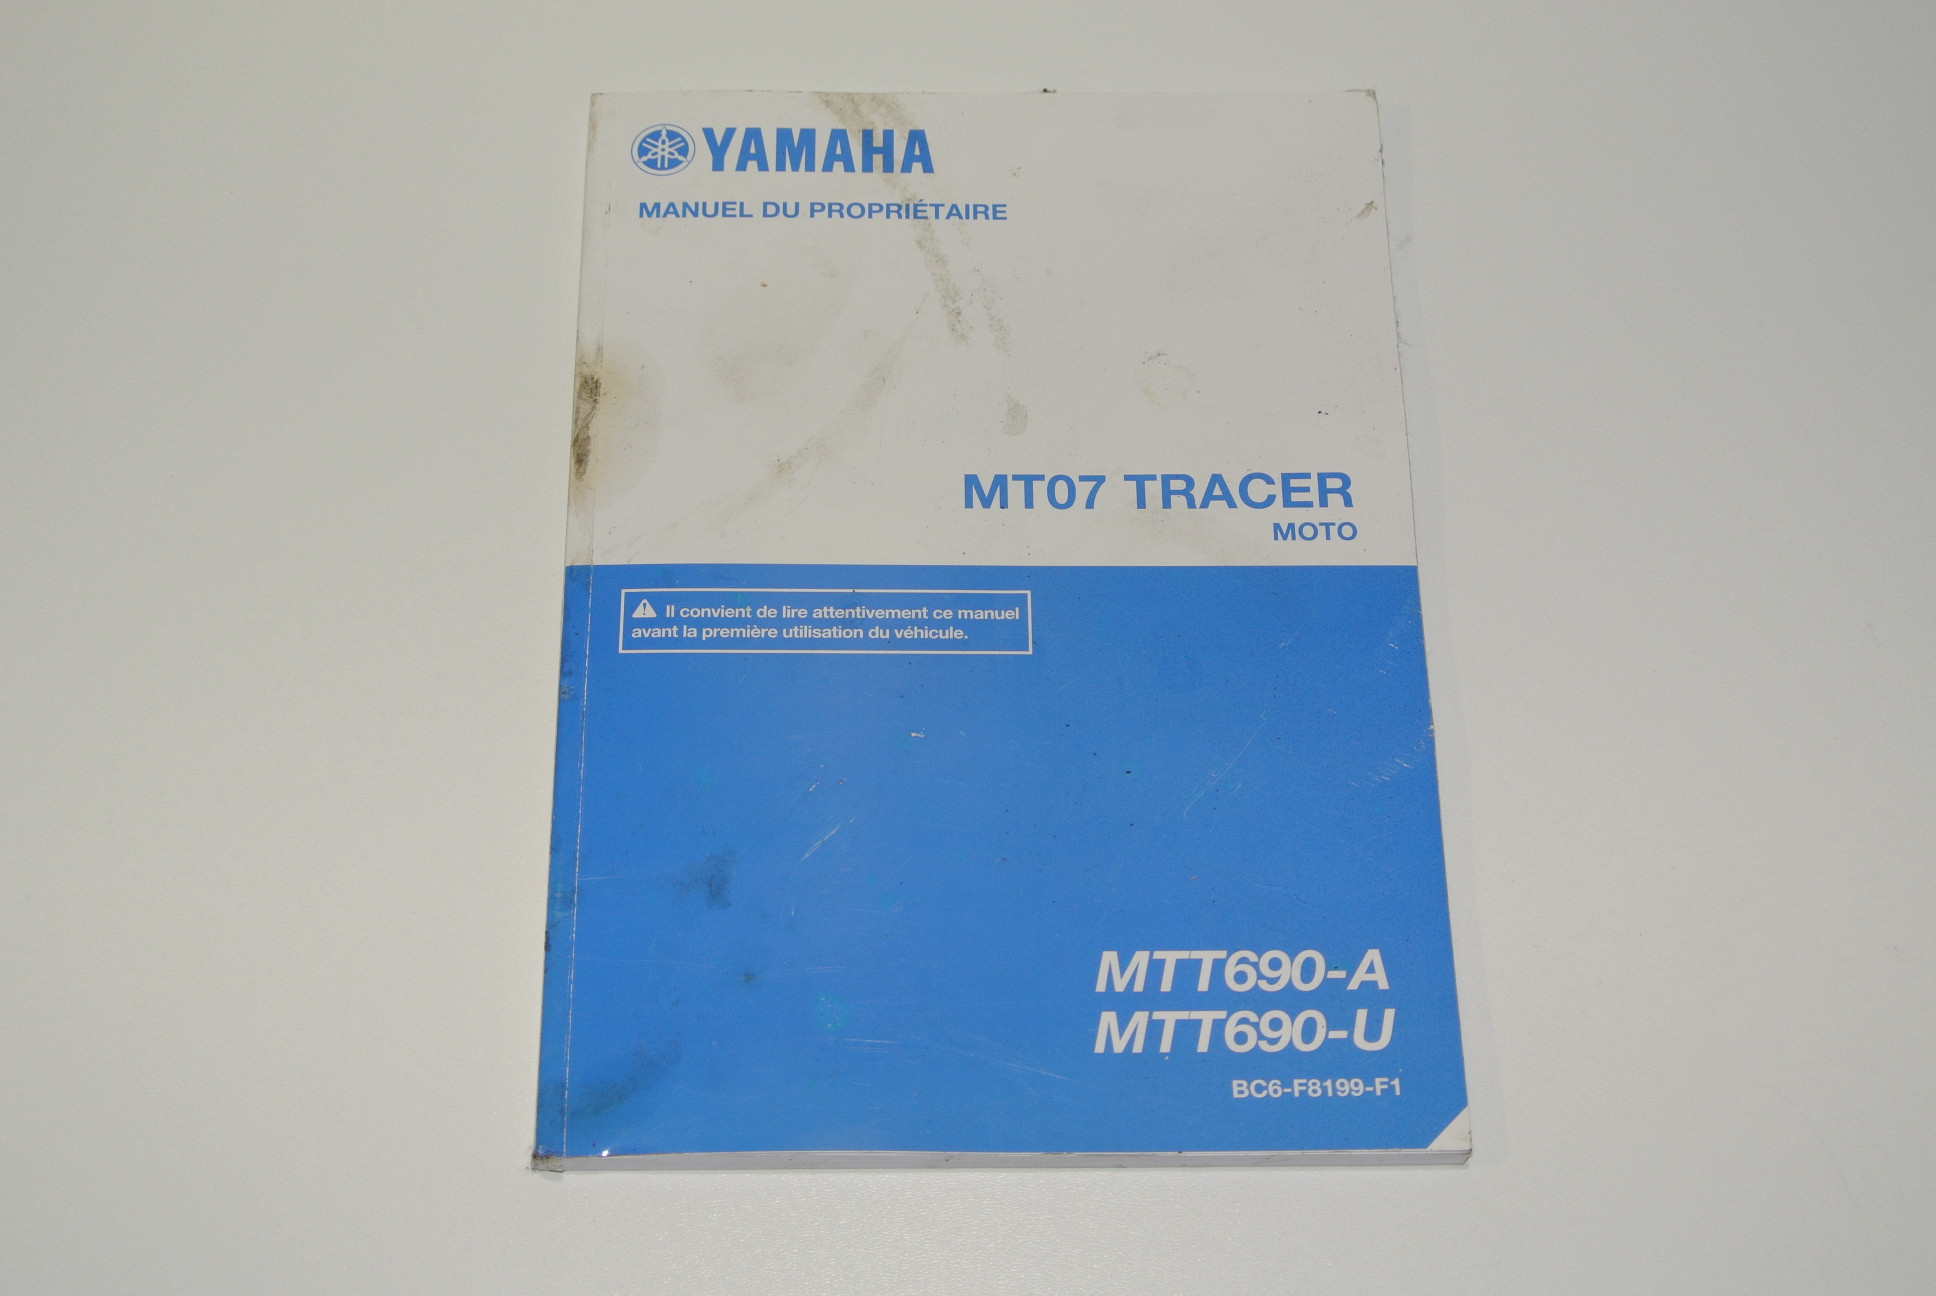 YAMAHA
MANUEL DU PROPRIÉTAIRE
MT07 TRACER
MOTO
Il convient de lire attentivement ce manuel
avant la première utilisation du véhicule.
MTT690-A
MTT690-U
BC6-F8199-F1